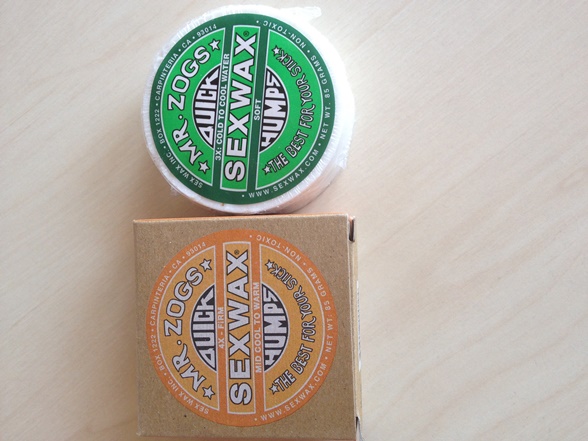 MR. ZOGS
QUICK
3X: COLD TO COOL WATER
SEXWAX®
SOFT
HUMPS
THE BEST FOR YOUR STICK
SEX WAX INC. • BOX 1222 • CARPINTERIA • CA • 93014
• NON-TOXIC •
• WWW.SEXWAX.COM • NET WT. 85 GRAMS
MR. ZOGS
QUICK
4X - FIRM
SEXWAX®
MID COOL TO WARM
HUMPS
THE BEST FOR YOUR STICK
SEX WAX INC. • BOX 1222 • CARPINTERIA • CA • 93014
• NON-TOXIC •
• WWW.SEXWAX.COM • NET WT. 85 GRAMS